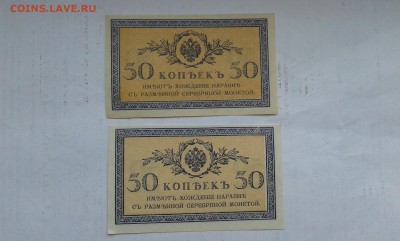 COINS.LAVE.RU
50 КОПѢЕКЪ 50
ИМѢЮТЪ ХОЖДЕНІЕ НАРАВНѢ
СЪ РАЗМѢННОЙ СЕРЕБРЯНОЙ МОНЕТОЙ.
50 КОПѢЕКЪ 50
ИМѢЮТЪ ХОЖДЕНІЕ НАРАВНѢ
СЪ РАЗМѢННОЙ СЕРЕБРЯНОЙ МОНЕТОЙ.